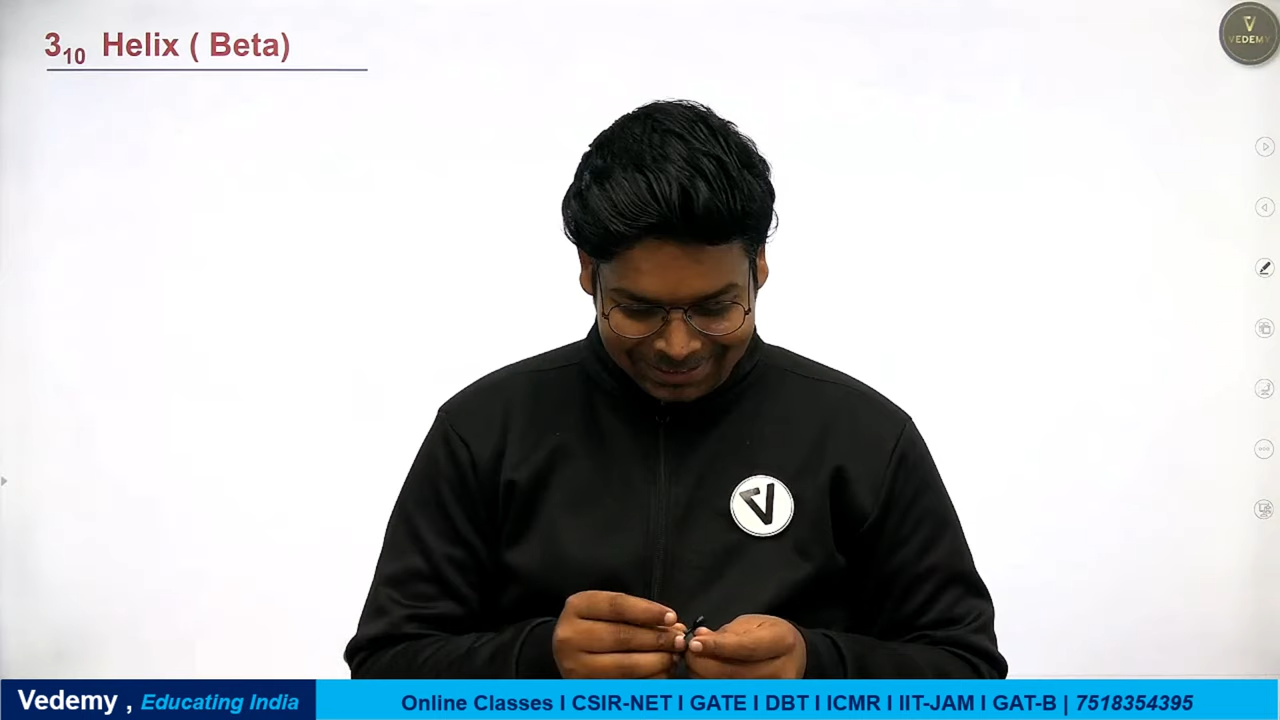 3₁₀ Helix ( Beta)
VEDEMY
Vedemy , Educating India
Online Classes I CSIR-NET I GATE I DBT I ICMR I IIT-JAM I GAT-B | 7518354395